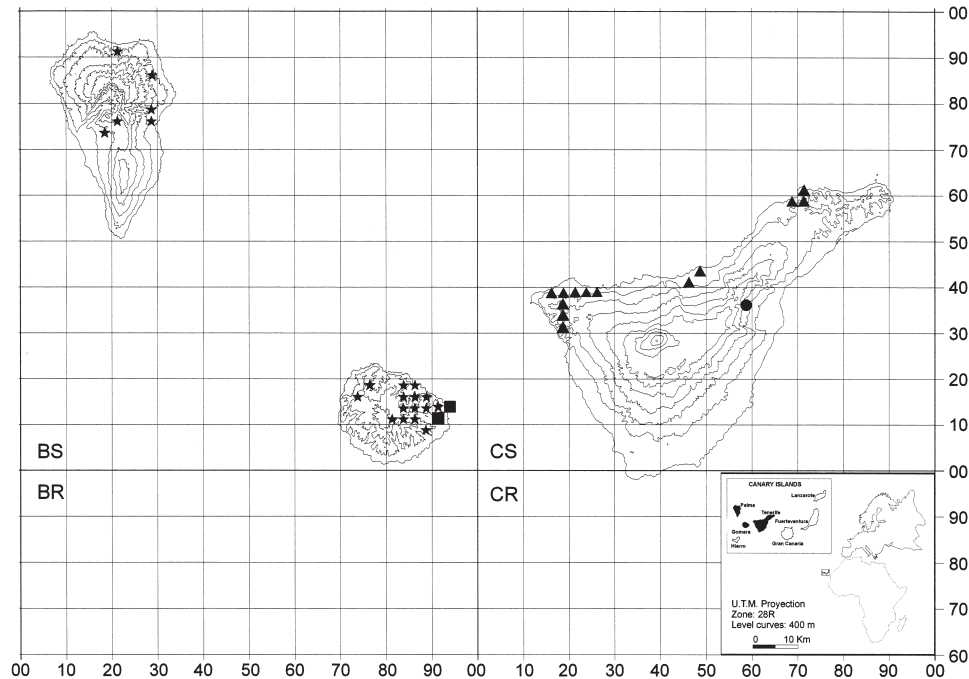 00
90
80
70
60
50
40
30
20
10
00
90
80
70
60
BS
CS
BR
CR
CANARY ISLANDS
Lanzarote
Palma
Tenerife
Fuerteventura
Gomera
Gran Canaria
Hierro
U.T.M. Proyection
Zone: 28R
Level curves: 400 m
0 10 Km
00 10 20 30 40 50 60 70 80 90 00 10 20 30 40 50 60 70 80 90 00